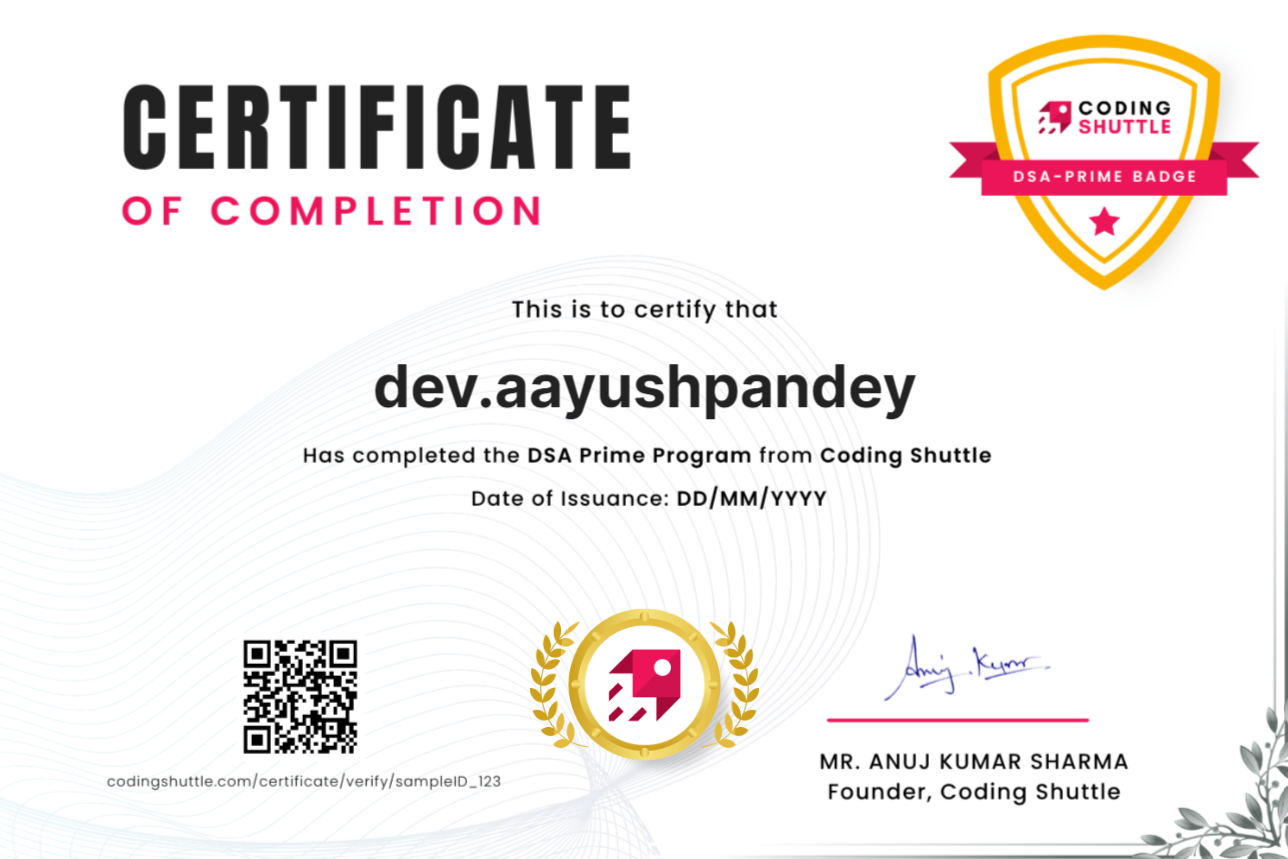 CERTIFICATE
OF COMPLETION
CODING
SHUTTLE
DSA-PRIME BADGE
This is to certify that
dev.aayushpandey
Has completed the DSA Prime Program from Coding Shuttle
Date of Issuance: DD/MM/YYYY
codingshuttle.com/certificate/verify/sampleID_123
Anuj. Kumar
MR. ANUJ KUMAR SHARMA
Founder, Coding Shuttle